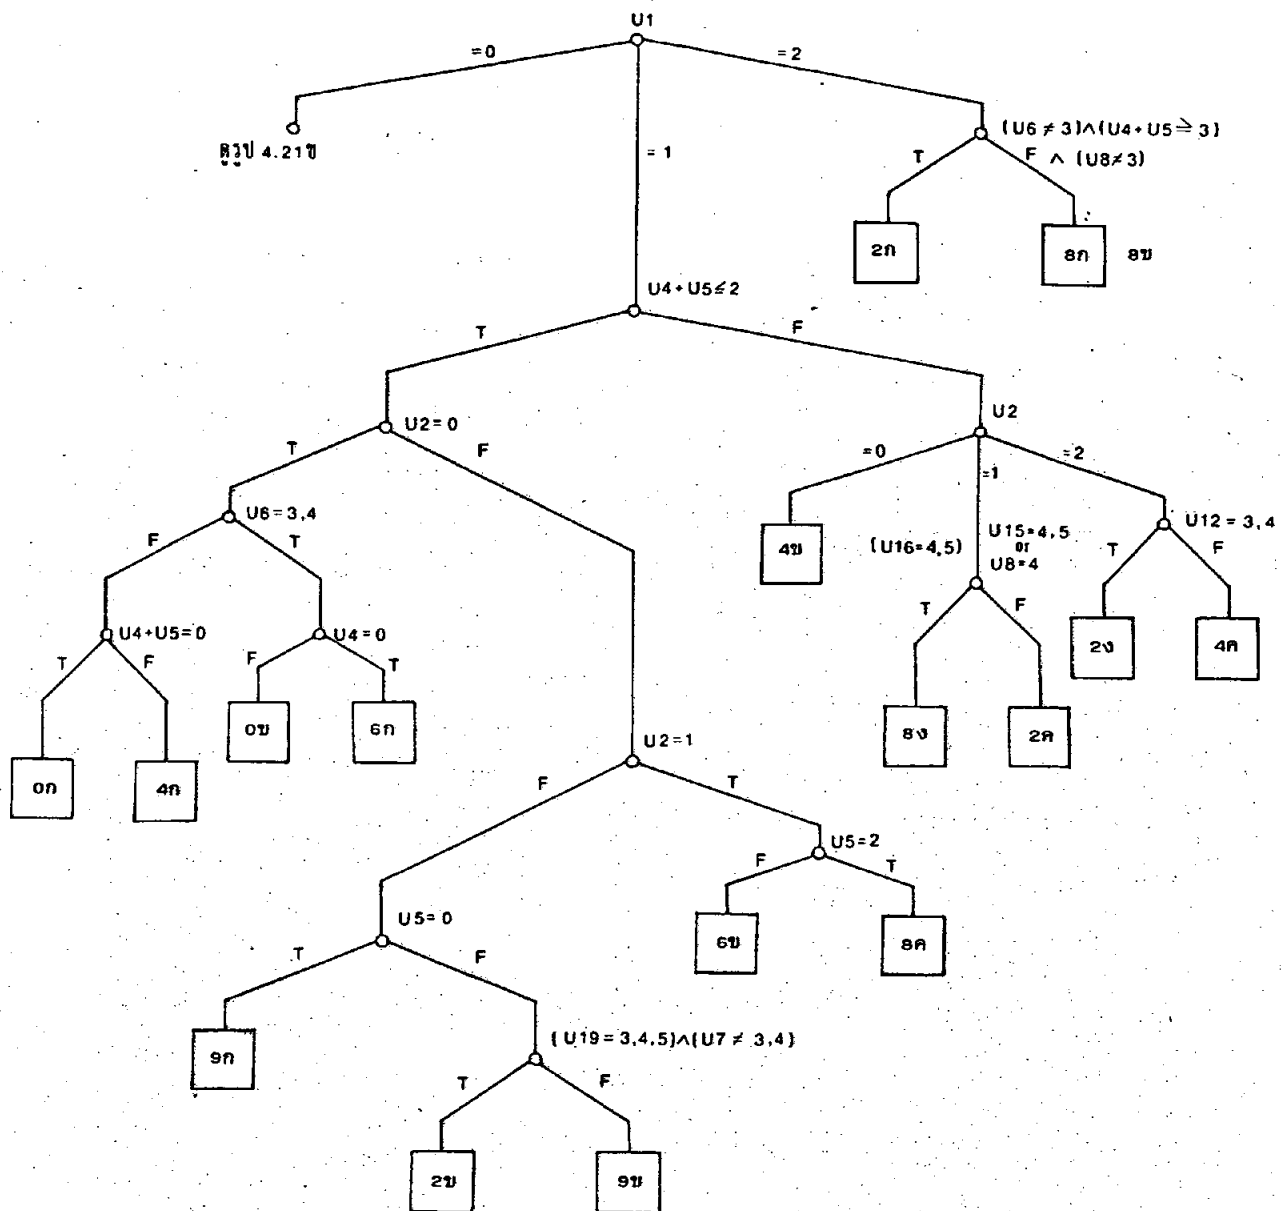 U1
=0
=2
ดูรูป 4.21ข
=1
(U6 ≠ 3)∧(U4+U5 ≧ 3)
∧ (U8≠3)
T
F
2ก
8ก
8ข
U4+U5≤2
T
F
U2=0
T
F
U2
=0
=1
=2
U6=3,4
F
T
4ข
(U16=4,5)
U15=4,5
or
U8=4
U12=3,4
T
F
T
F
U4+U5=0
U4=0
T
F
F
T
2ง
4ค
0ข
6ก
8ง
2ค
0ก
4ก
U2=1
F
T
U5=2
F
T
U5=0
6ข
8ค
T
F
9ก
(U19=3,4,5)∧(U7 ≠ 3,4)
T
F
2ข
9ข